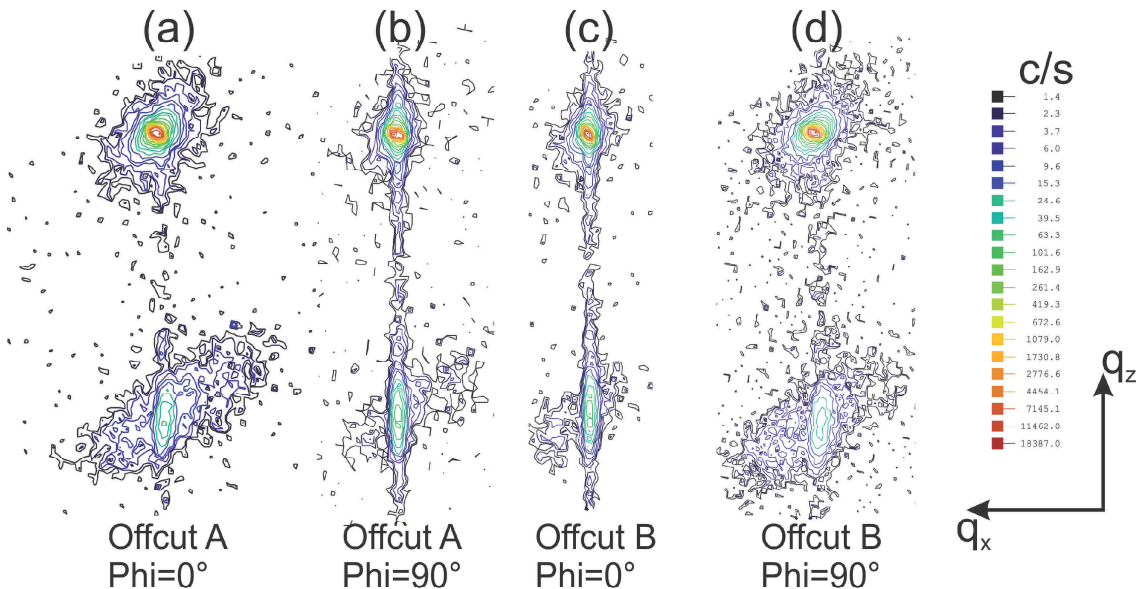 (a)
(b)
(c)
(d)
c/s
1.4
2.3
3.7
6.0
9.6
15.3
24.6
39.5
63.3
101.6
162.9
261.4
419.3
672.6
1079.0
1730.8
2776.6
4454.1
7145.1
11462.0
18387.0
qz
qx
Offcut A
Phi=0°
Offcut A
Phi=90°
Offcut B
Phi=0°
Offcut B
Phi=90°